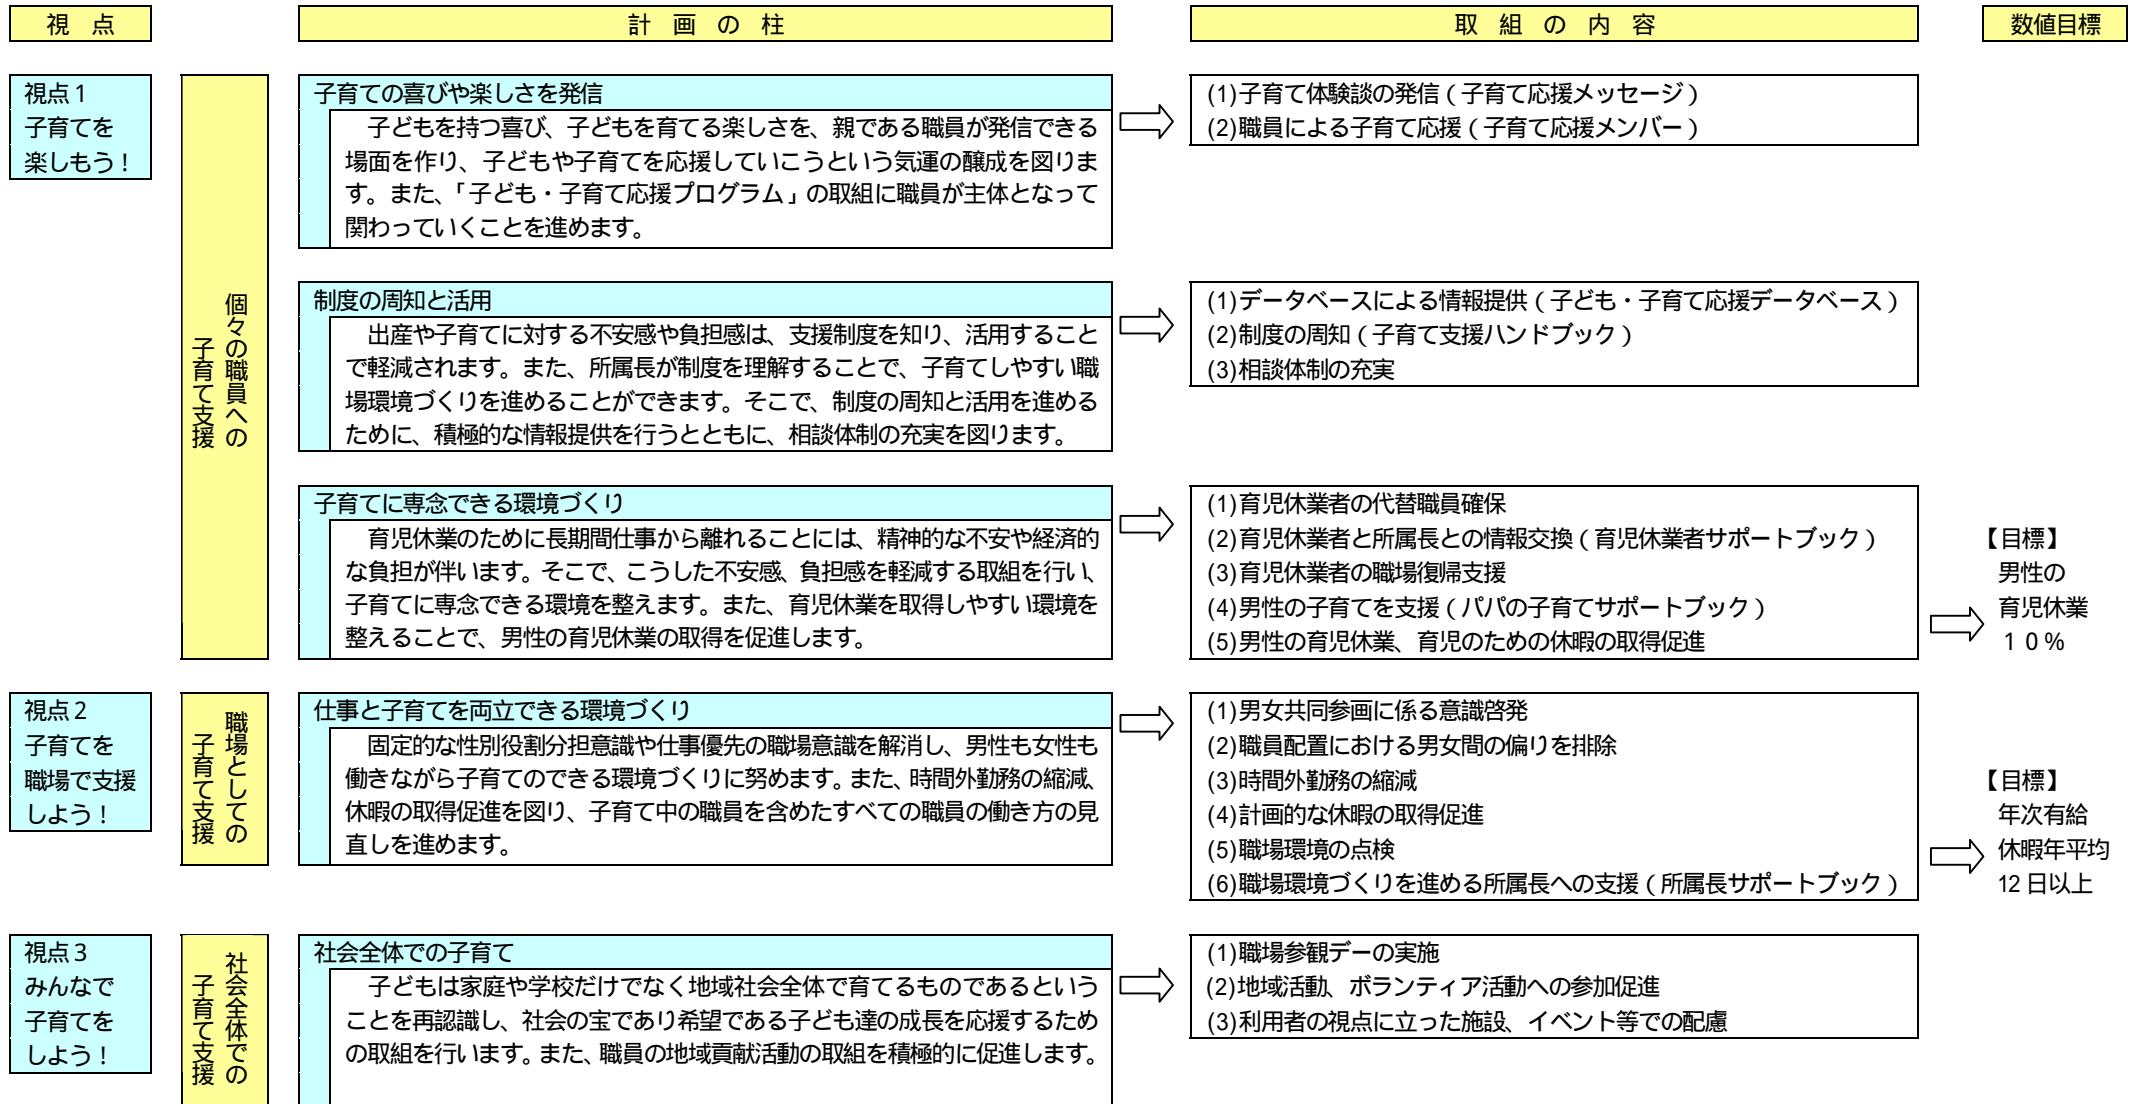 視点
計画の柱
取組の内容
数値目標
視点1
子育てを
楽しもう！
個々の職員への
子育て支援
子育ての喜びや楽しさを発信
子どもを持つ喜び、子どもを育てる楽しさを、親である職員が発信できる
場面を作り、子どもや子育てを応援していこうという気運の醸成を図りま
す。また、「子ども・子育て応援プログラム」の取組に職員が主体となって
関わっていくことを進めます。
(1)子育て体験談の発信（子育て応援メッセージ）
(2)職員による子育て応援（子育て応援メンバー）
制度の周知と活用
出産や子育てに対する不安感や負担感は、支援制度を知り、活用すること
で軽減されます。また、所属長が制度を理解することで、子育てしやすい職
場環境づくりを進めることができます。そこで、制度の周知と活用を進める
ために、積極的な情報提供を行うとともに、相談体制の充実を図ります。
(1)データベースによる情報提供（子ども・子育て応援データベース）
(2)制度の周知（子育て支援ハンドブック）
(3)相談体制の充実
子育てに専念できる環境づくり
育児休業のために長期間仕事から離れることには、精神的な不安や経済的
な負担が伴います。そこで、こうした不安感、負担感を軽減する取組を行い、
子育てに専念できる環境を整えます。また、育児休業を取得しやすい環境を
整えることで、男性の育児休業の取得を促進します。
(1)育児休業者の代替職員確保
(2)育児休業者と所属長との情報交換（育児休業者サポートブック）
(3)育児休業者の職場復帰支援
(4)男性の子育てを支援（パパの子育てサポートブック）
(5)男性の育児休業、育児のための休暇の取得促進
【目標】
男性の
育児休業
１０％
視点2
子育てを
職場で支援
しよう！
職場としての
子育て支援
仕事と子育てを両立できる環境づくり
固定的な性別役割分担意識や仕事優先の職場意識を解消し、男性も女性も
働きながら子育てのできる環境づくりに努めます。また、時間外勤務の縮減、
休暇の取得促進を図り、子育て中の職員を含めたすべての職員の働き方の見
直しを進めます。
(1)男女共同参画に係る意識啓発
(2)職員配置における男女間の偏りを排除
(3)時間外勤務の縮減
(4)計画的な休暇の取得促進
(5)職場環境の点検
(6)職場環境づくりを進める所属長への支援（所属長サポートブック）
【目標】
年次有給
休暇年平均
12日以上
視点3
みんなで
子育てを
しよう！
社会全体での
子育て支援
社会全体での子育て
子どもは家庭や学校だけでなく地域社会全体で育てるものであるという
ことを再認識し、社会の宝であり希望である子ども達の成長を応援するため
の取組を行います。また、職員の地域貢献活動の取組を積極的に促進します。
(1)職場参観デーの実施
(2)地域活動、ボランティア活動への参加促進
(3)利用者の視点に立った施設、イベント等での配慮